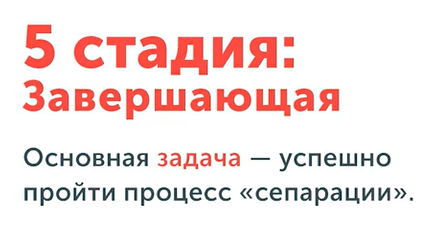 5 стадия:
Завершающая
Основная задача — успешно
пройти процесс «сепарации».